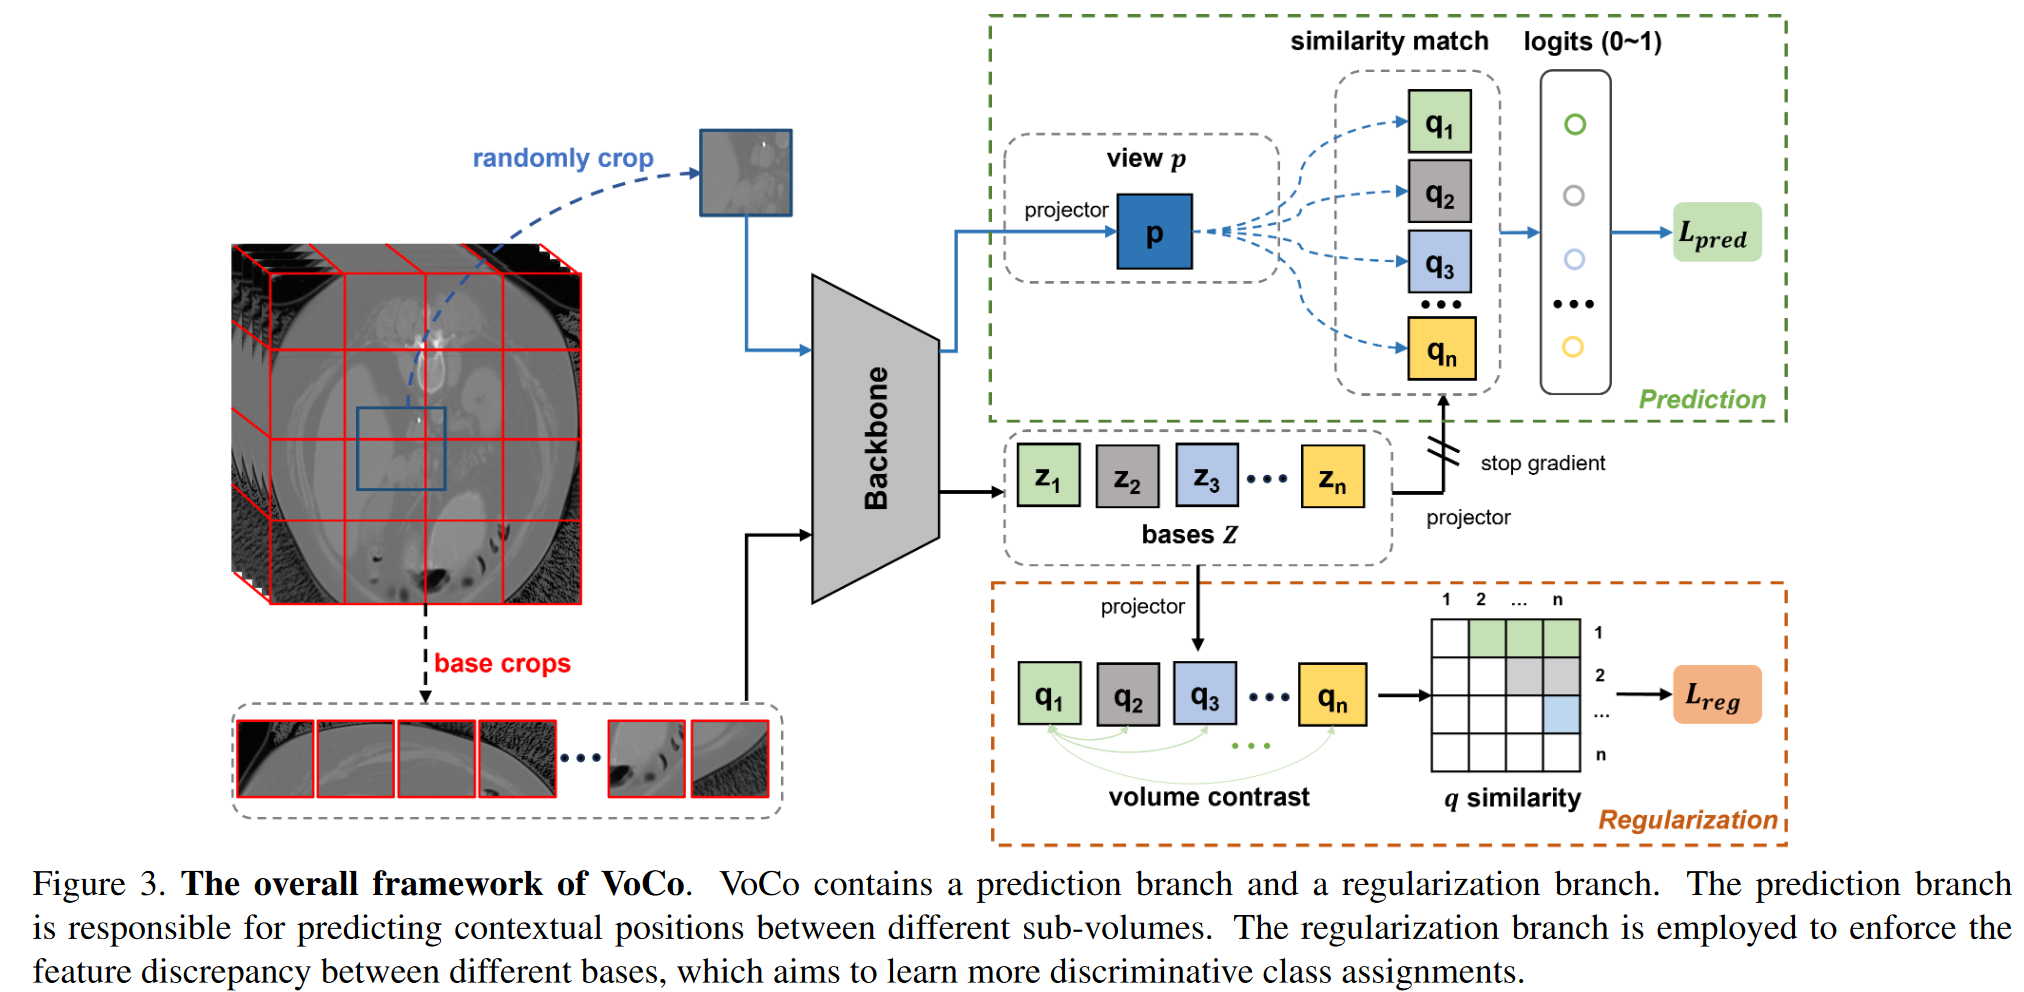 similarity match
logits (0~1)
randomly crop
view p
projector
p
q1
q2
q3
...
qn
...
Lpred
Prediction
Backbone
z1
z2
z3
...
zn
bases Z
stop gradient
projector
base crops
...
projector
q1
q2
q3
...
qn
...
volume contrast
1 2 ... n
1
2
...
n
q similarity
Lreg
Regularization
Figure 3. The overall framework of VoCo. VoCo contains a prediction branch and a regularization branch. The prediction branch
is responsible for predicting contextual positions between different sub-volumes. The regularization branch is employed to enforce the
feature discrepancy between different bases, which aims to learn more discriminative class assignments.